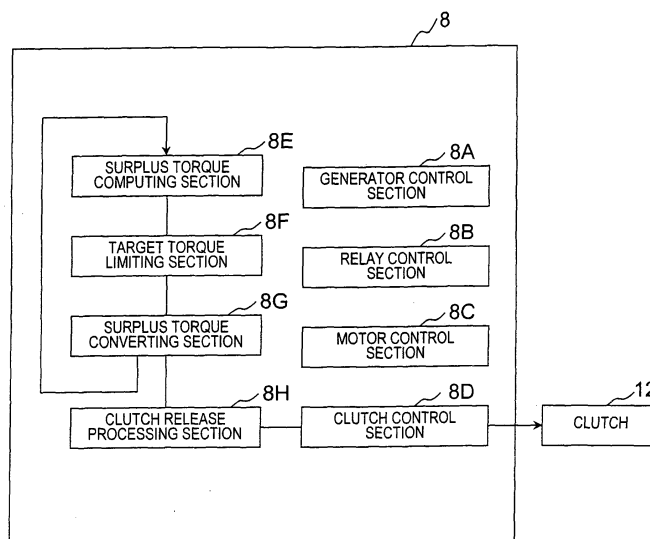 8
8E
SURPLUS TORQUE
COMPUTING SECTION
8A
GENERATOR CONTROL
SECTION
8F
TARGET TORQUE
LIMITING SECTION
8B
RELAY CONTROL
SECTION
8G
SURPLUS TORQUE
CONVERTING SECTION
8C
MOTOR CONTROL
SECTION
8H
CLUTCH RELEASE
PROCESSING SECTION
8D
CLUTCH CONTROL
SECTION
12
CLUTCH